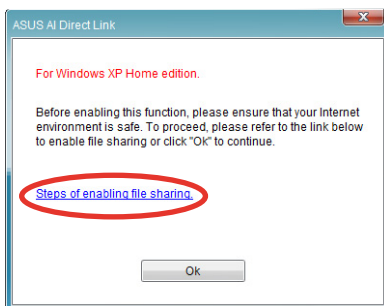 ASUS AI Direct Link
For Windows XP Home edition.
Before enabling this function, please ensure that your Internet
environment is safe. To proceed, please refer to the link below
to enable file sharing or click "Ok" to continue.
Steps of enabling file sharing.
Ok